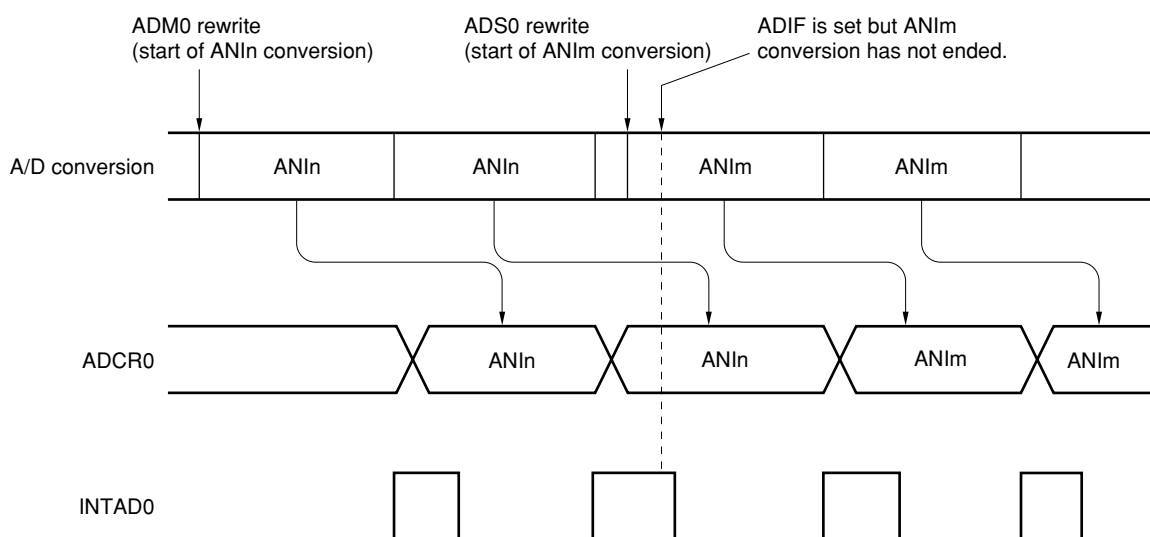 ADM0 rewrite
(start of ANIn conversion)
ADS0 rewrite
(start of ANIm conversion)
ADIF is set but ANIm
conversion has not ended.
A/D conversion
ANIn
ANIn
ANIm
ANIm
ADCR0
ANIn
ANIn
ANIm
ANIm
INTAD0